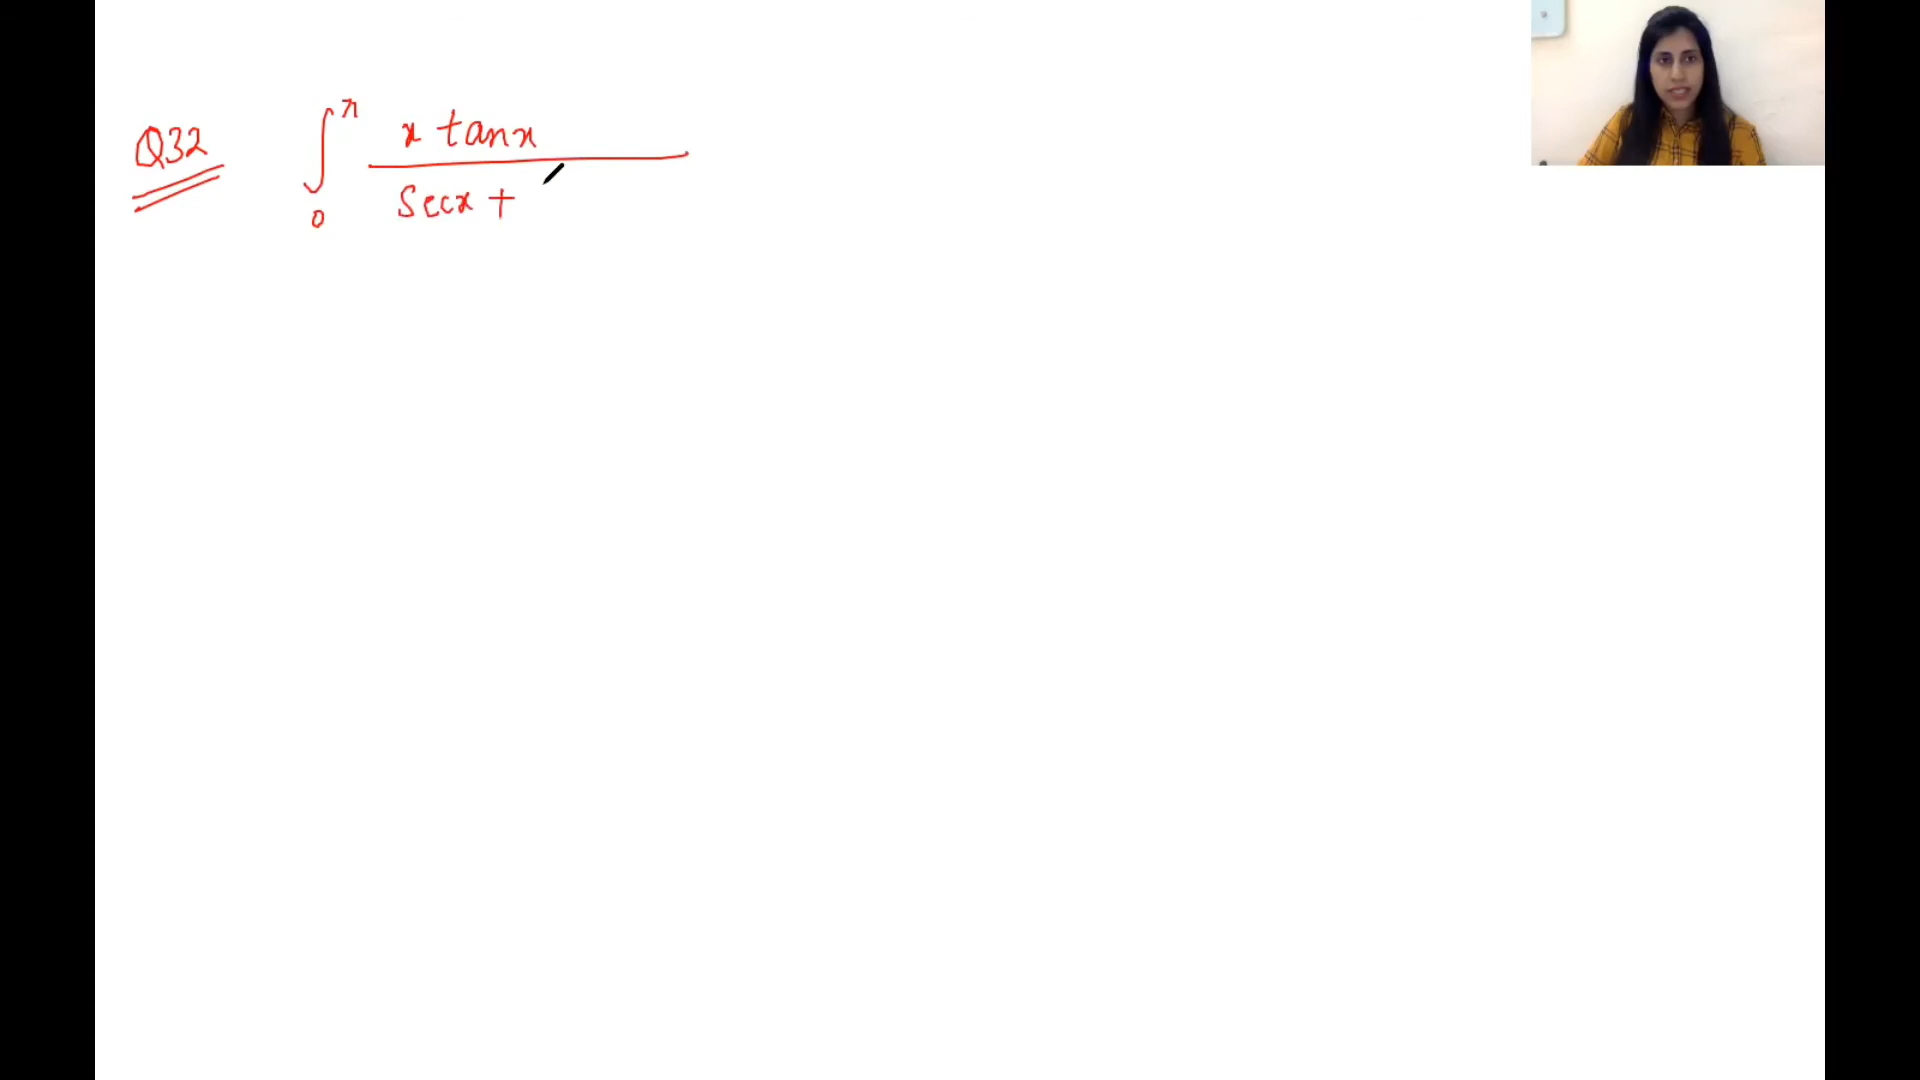 Q32 ∫₀^π x tanx / secx +